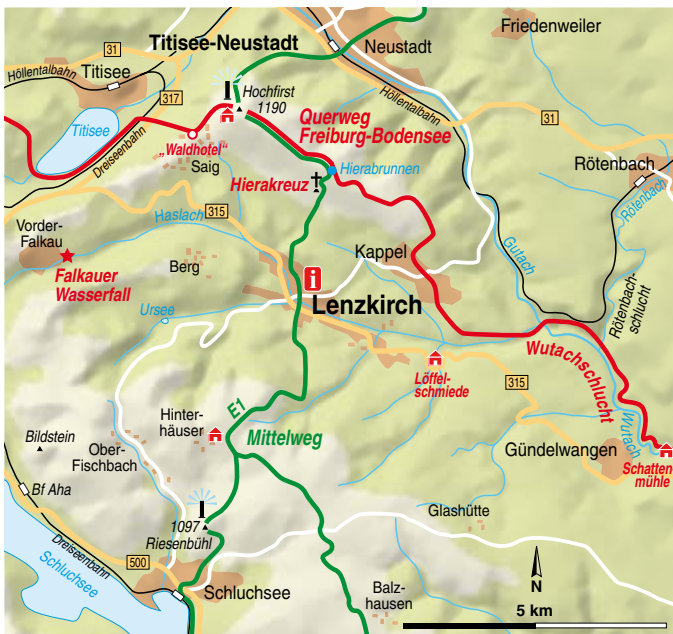 Friedenweiler
Titisee-Neustadt
Neustadt
31
Höllentalbahn
Titisee
317
Hochfirst
1190
Höllentalbahn
Querweg
Freiburg-Bodensee
31
Titisee
Dreiseenbahn
„Waldhotel“
Saig
Hierabrunnen
Rötenbach
Hierakreuz
Rötenbach
Haslach
315
Vorder-
Falkau
Kappel
Gutach
Berg
Falkauer
Wasserfall
i
Lenzkirch
Ursee
Rötenbach-
schlucht
Wutachschlucht
Löffel-
schmiede
315
E1
Hinter-
häuser
Mittelweg
Wutach
Bildstein
Ober-
Fischbach
Gündelwangen
Schatten-
mühle
Bf Aha
Glashütte
1097
Riesenbühl
Dreiseenbahn
500
Schluchsee
Schluchsee
Balz-
hausen
N
5 km